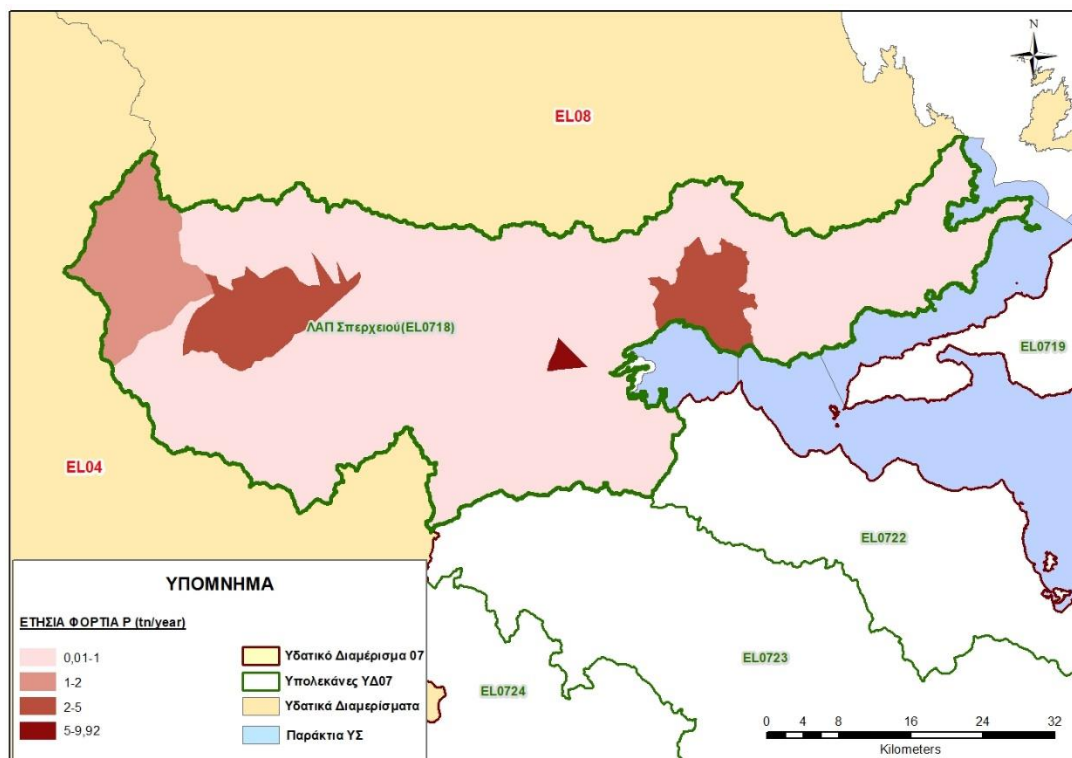 N
EL08
ΛΑΠ Σπερχειού(EL0718)
EL0719
EL04
EL0722
EL0723
EL0724
ΥΠΟΜΝΗΜΑ
ΕΤΗΣΙΑ ΦΟΡΤΙΑ P (tn/year)
0,01-1
1-2
2-5
5-9,92
Υδατικό Διαμέρισμα 07
Υπολεκάνες ΥΔ07
Υδατικά Διαμερίσματα
Παράκτια ΥΣ
0 4 8 16 24 32
Kilometers